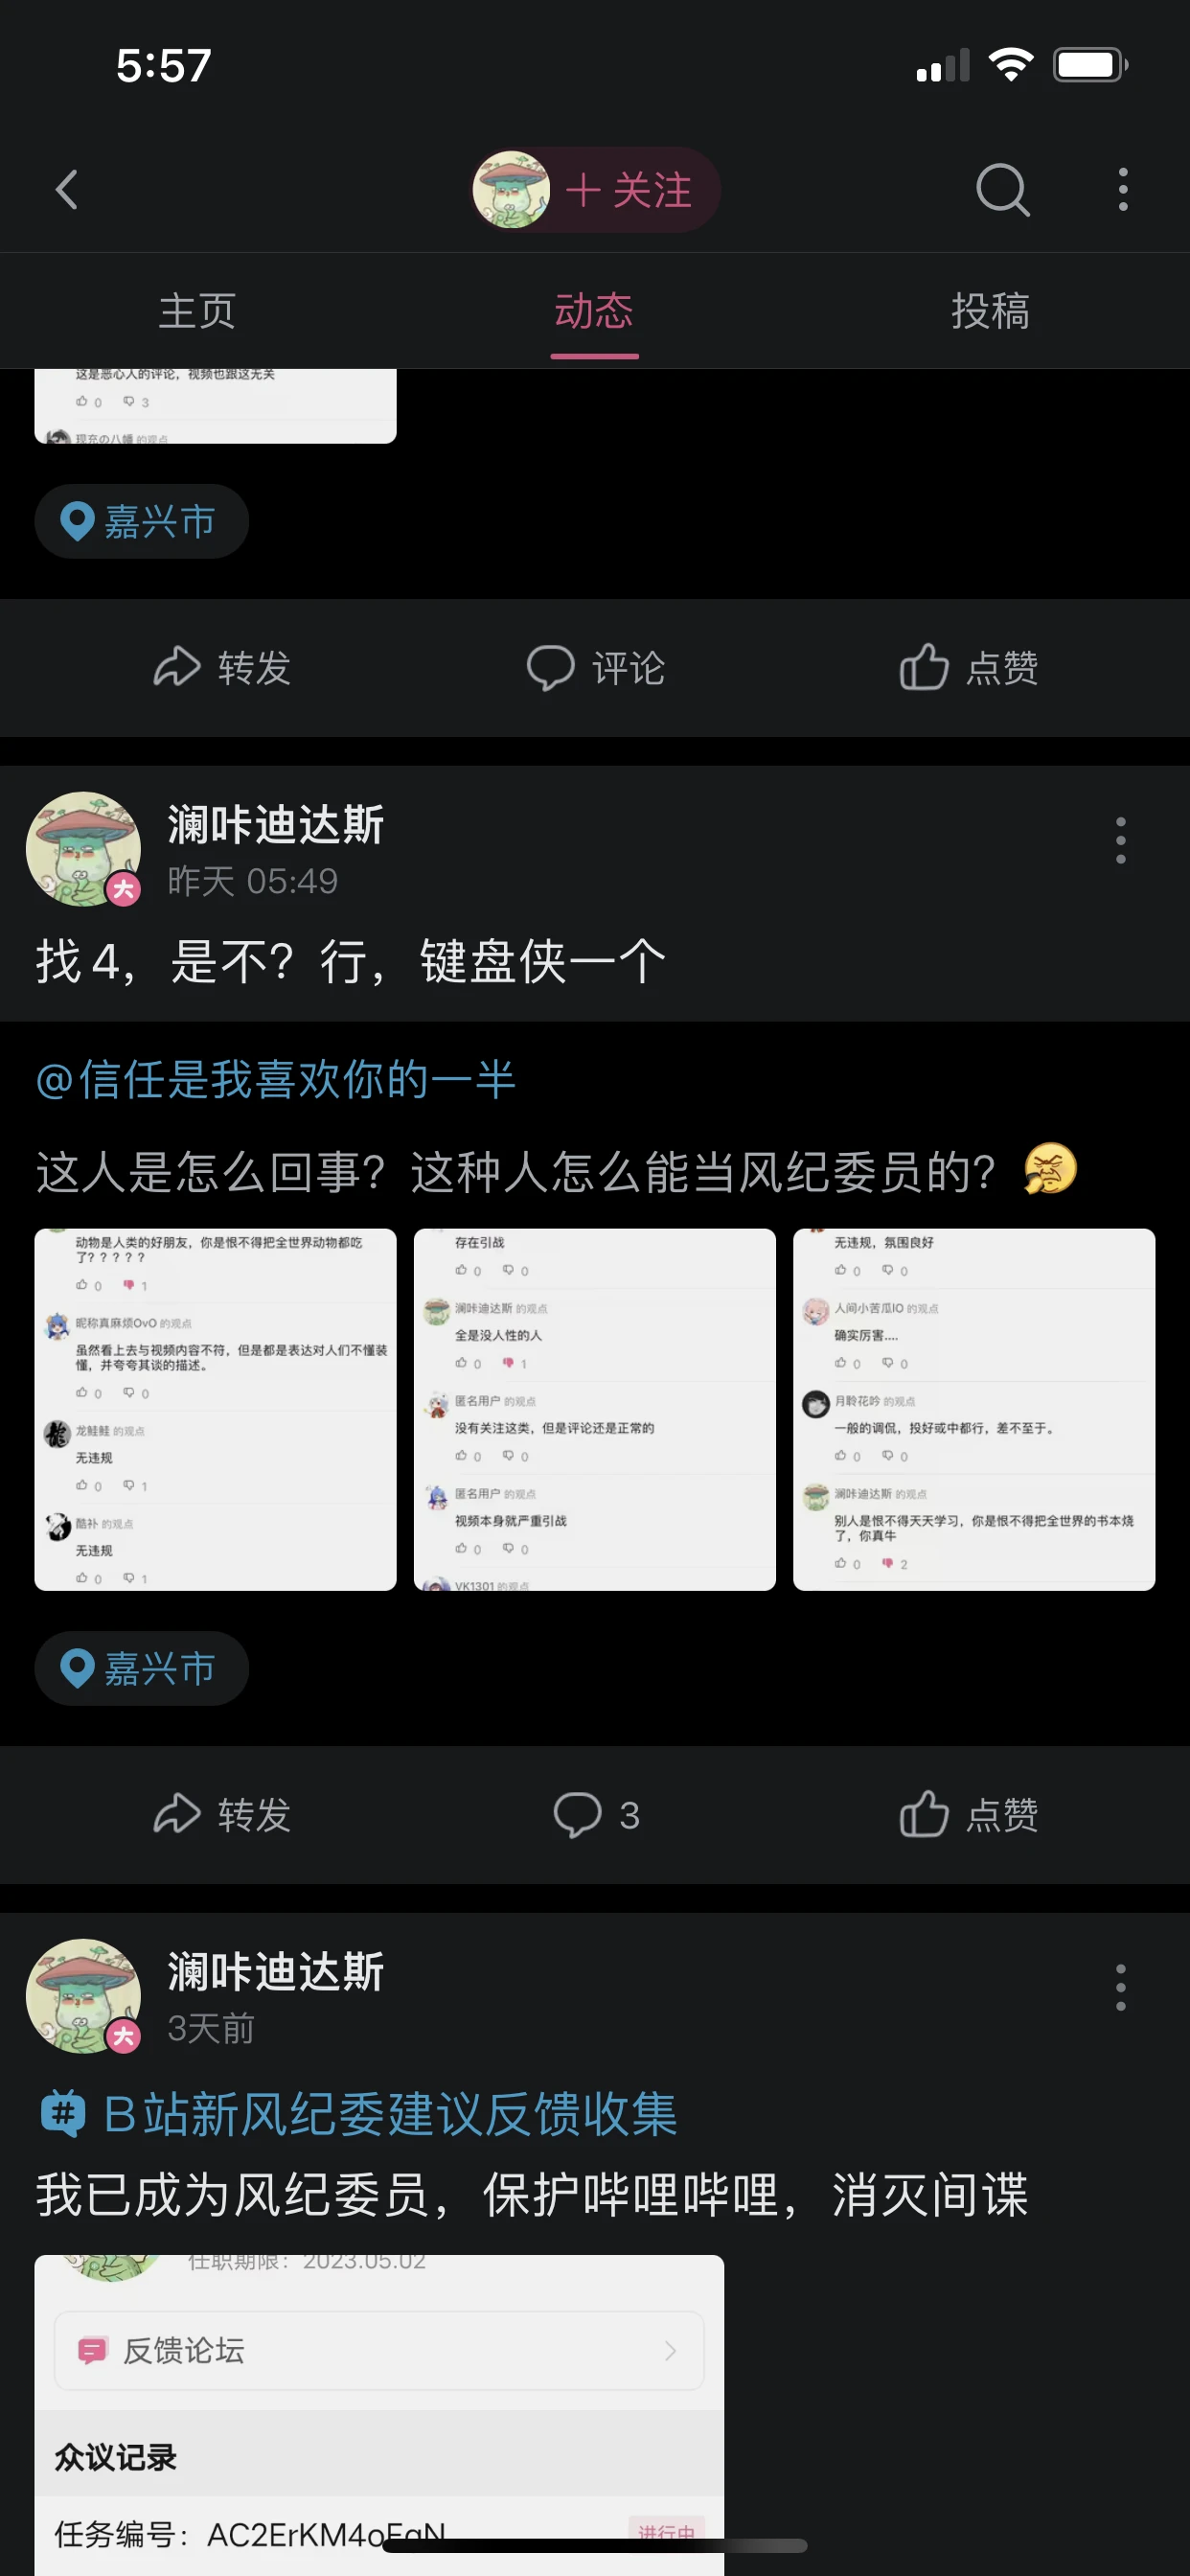 5:57
关注
主页
动态
投稿
这是恶心人的评论，视频也跟这无关
0 3
现充の八幡 的观点
嘉兴市
转发
评论
点赞
澜咔迪达斯
大
昨天 05:49
找4，是不？行，键盘侠一个
@信任是我喜欢你的一半
这人是怎么回事？这种人怎么能当风纪委员的？
动物是人类的好朋友，你是恨不得把全世界动物都吃
了？？？？？
0 1
昵称真麻烦OvO 的观点
虽然看上去与视频内容不符，但是都是表达对人们不懂装
懂，并夸夸其谈的描述。
0 0
龙鲑鲑 的观点
无违规
0 1
酷补 的观点
无违规
0 1
存在引战
0 0
澜咔迪达斯 的观点
全是没人性的人
0 1
匿名用户 的观点
没有关注这类，但是评论还是正常的
0 0
匿名用户 的观点
视频本身就严重引战
0 0
VK1301 的观点
无违规，氛围良好
0 0
人间小苦瓜IO 的观点
确实厉害....
0 0
月聆花吟 的观点
一般的调侃，投好或中都行，差不至于。
0 0
澜咔迪达斯 的观点
别人是恨不得天天学习，你是恨不得把全世界的书本烧
了，你真牛
0 2
嘉兴市
转发
3
点赞
澜咔迪达斯
大
3天前
# B站新风纪委建议反馈收集
我已成为风纪委员，保护哔哩哔哩，消灭间谍
任职期限：2023.05.02
反馈论坛
众议记录
任务编号：AC2ErKM4oFqN
进行中